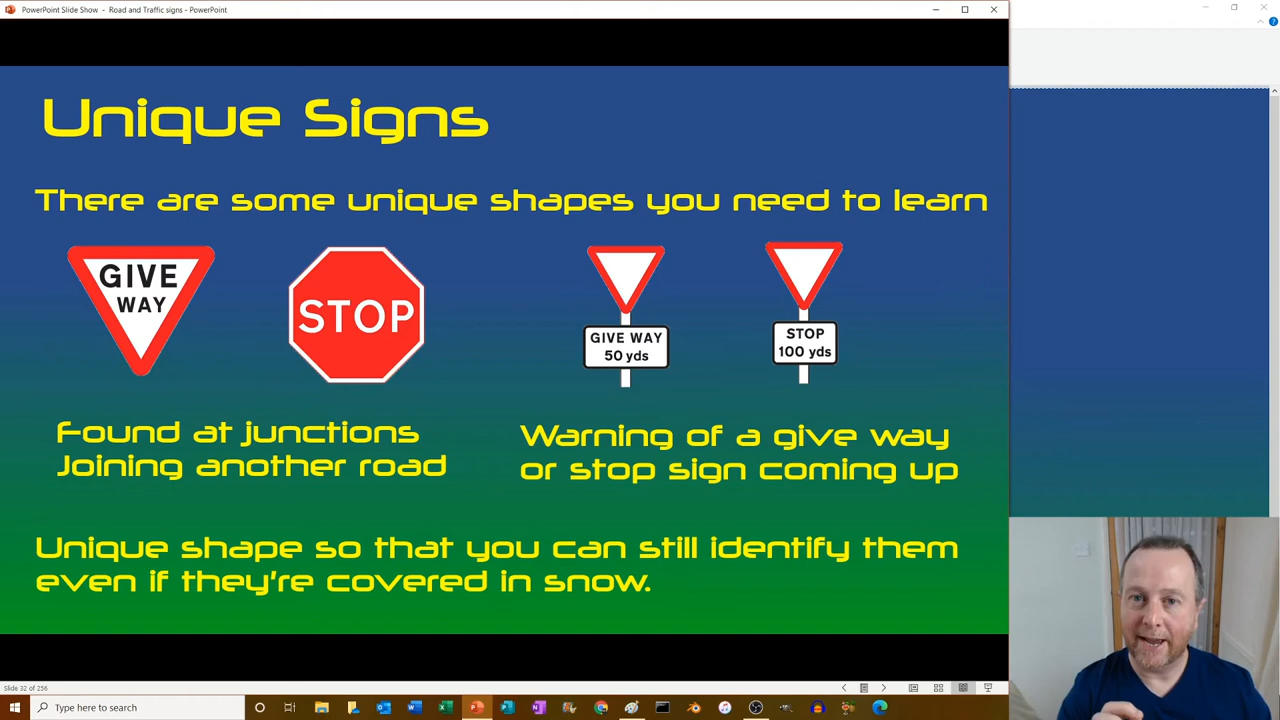 PowerPoint Slide Show - Road and Traffic signs - PowerPoint
Unique Signs
There are some unique shapes you need to learn
GIVE
WAY
STOP
GIVE WAY
50 yds
STOP
100 yds
Found at junctions
Joining another road
Warning of a give way
or stop sign coming up
Unique shape so that you can still identify them
even if they're covered in snow.
Slide 32 of 256
Type here to search